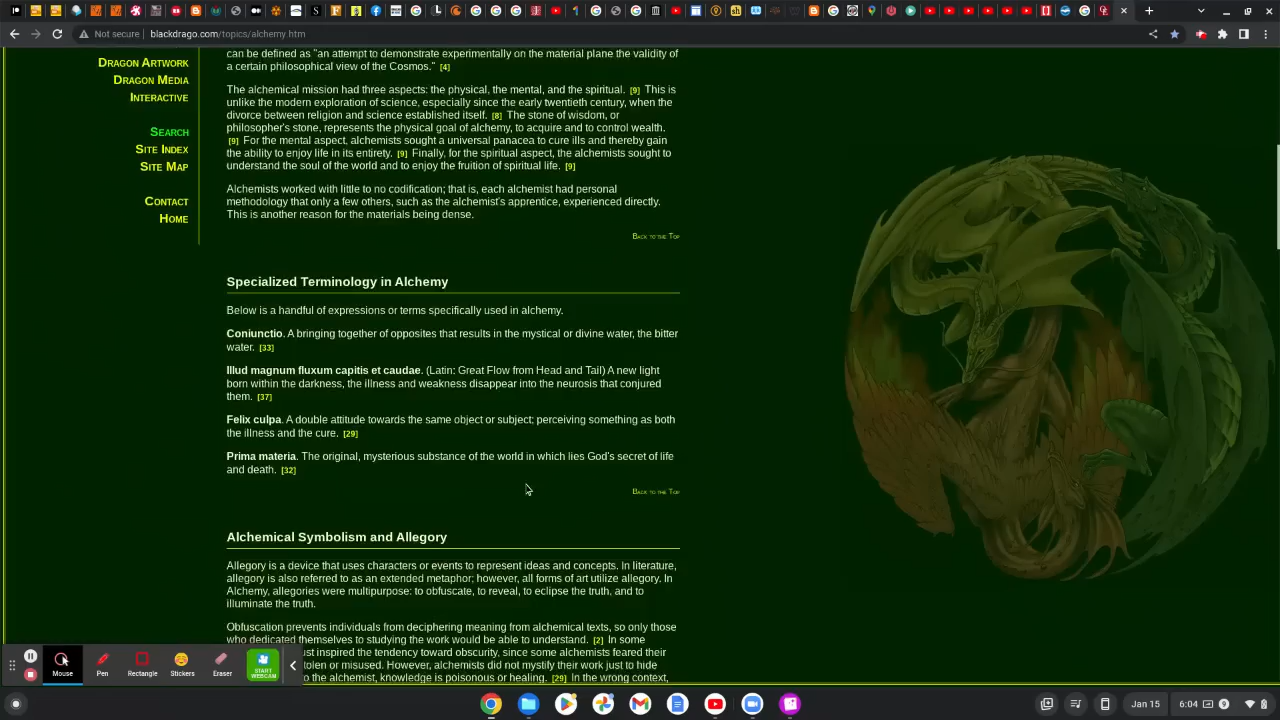 Not secure | blackdrago.com/topics/alchemy.htm
can be defined as "an attempt to demonstrate experimentally on the material plane the validity of
a certain philosophical view of the Cosmos." [4]
Dragon Artwork
Dragon Media
Interactive
Search
Site Index
Site Map
Contact
Home
The alchemical mission had three aspects: the physical, the mental, and the spiritual. [9] This is
unlike the modern exploration of science, especially since the early twentieth century, when the
divorce between religion and science established itself. [8] The stone of wisdom, or
philosopher's stone, represents the physical goal of alchemy, to acquire and to control wealth.
[9] For the mental aspect, alchemists sought a universal panacea to cure ills and thereby gain
the ability to enjoy life in its entirety. [9] Finally, for the spiritual aspect, the alchemists sought to
understand the soul of the world and to enjoy the fruition of spiritual life. [9]
Alchemists worked with little to no codification; that is, each alchemist had personal
methodology that only a few others, such as the alchemist's apprentice, experienced directly.
This is another reason for the materials being dense.
Back to the Top
Specialized Terminology in Alchemy
Below is a handful of expressions or terms specifically used in alchemy.
Coniunctio. A bringing together of opposites that results in the mystical or divine water, the bitter
water. [33]
Illud magnum fluxum capitis et caudae. (Latin: Great Flow from Head and Tail) A new light
born within the darkness, the illness and weakness disappear into the neurosis that conjured
them. [37]
Felix culpa. A double attitude towards the same object or subject; perceiving something as both
the illness and the cure. [29]
Prima materia. The original, mysterious substance of the world in which lies God's secret of life
and death. [32]
Back to the Top
Alchemical Symbolism and Allegory
Allegory is a device that uses characters or events to represent ideas and concepts. In literature,
allegory is also referred to as an extended metaphor; however, all forms of art utilize allegory. In
Alchemy, allegories were multipurpose: to obfuscate, to reveal, to eclipse the truth, and to
illuminate the truth.
Obfuscation prevents individuals from deciphering meaning from alchemical texts, so only those
who dedicated themselves to studying the work would be able to understand. [2] In some
ust inspired the tendency toward obscurity, since some alchemists feared their
tolen or misused. However, alchemists did not mystify their work just to hide
o the alchemist, knowledge is poisonous or healing. [29] In the wrong context,
Mouse
Pen
Rectangle
Stickers
Eraser
START
WEBCAM
Jan 15
6:04